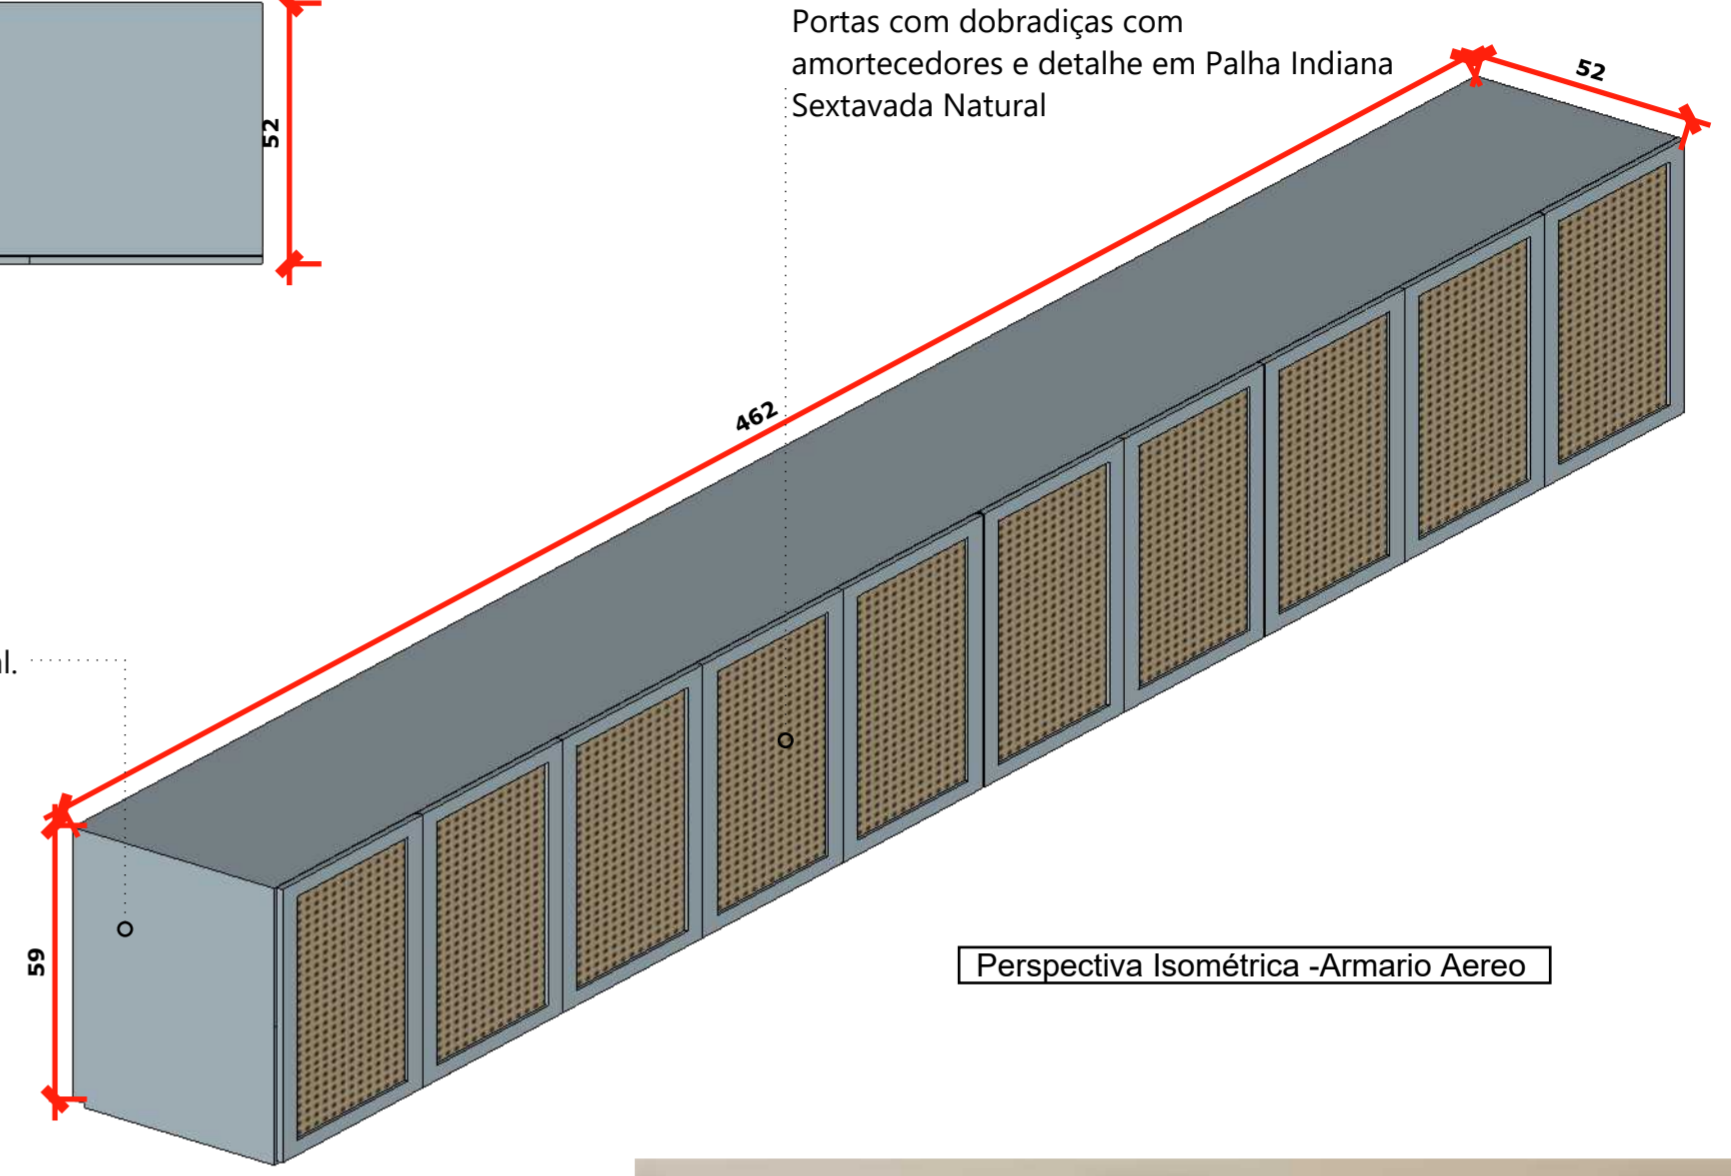 Portas com dobradiças com
amortecedores e detalhe em Palha Indiana
Sextavada Natural
52
52
462
l.
59
Perspectiva Isométrica -Armario Aereo